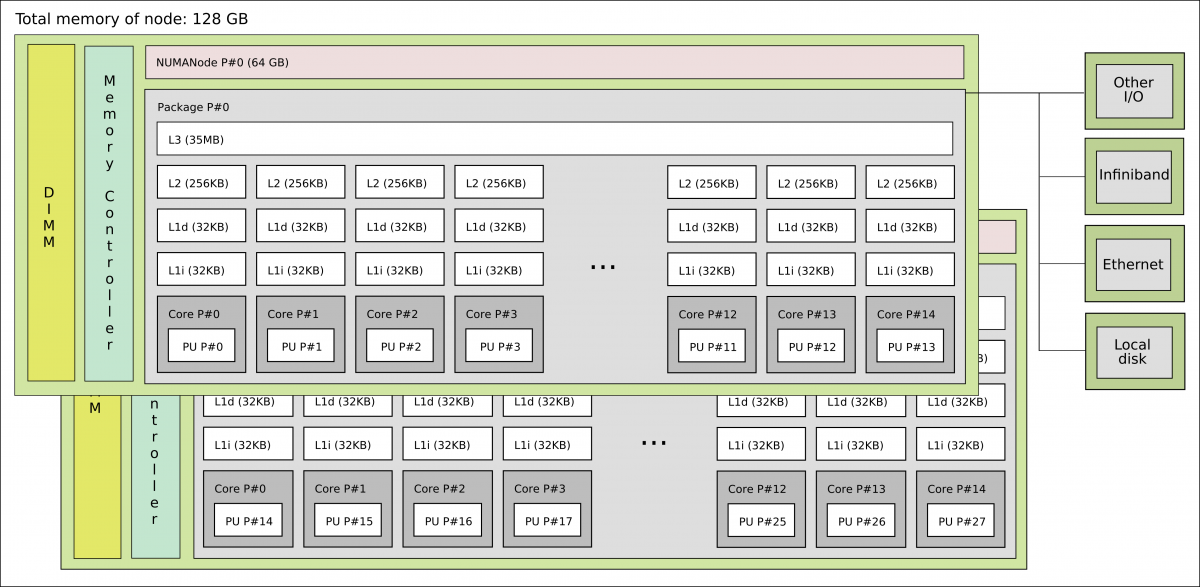 Total memory of node: 128 GB
NUMANode P#0 (64 GB)
Package P#0
L3 (35MB)
L2 (256KB) L2 (256KB) L2 (256KB) L2 (256KB) L2 (256KB) L2 (256KB) L2 (256KB)
L1d (32KB) L1d (32KB) L1d (32KB) L1d (32KB) L1d (32KB) L1d (32KB) L1d (32KB)
L1i (32KB) L1i (32KB) L1i (32KB) L1i (32KB) ... L1i (32KB) L1i (32KB) L1i (32KB)
Core P#0 Core P#1 Core P#2 Core P#3 Core P#12 Core P#13 Core P#14
PU P#0 PU P#1 PU P#2 PU P#3 PU P#11 PU P#12 PU P#13
DIMM
Memory Controller
Other
I/O
Infiniband
Ethernet
Local
disk
B)
M
ntroller
L1d (32KB) L1d (32KB) L1d (32KB) L1d (32KB) L1d (32KB) L1d (32KB) L1d (32KB)
L1i (32KB) L1i (32KB) L1i (32KB) L1i (32KB) ... L1i (32KB) L1i (32KB) L1i (32KB)
Core P#0 Core P#1 Core P#2 Core P#3 Core P#12 Core P#13 Core P#14
PU P#14 PU P#15 PU P#16 PU P#17 PU P#25 PU P#26 PU P#27